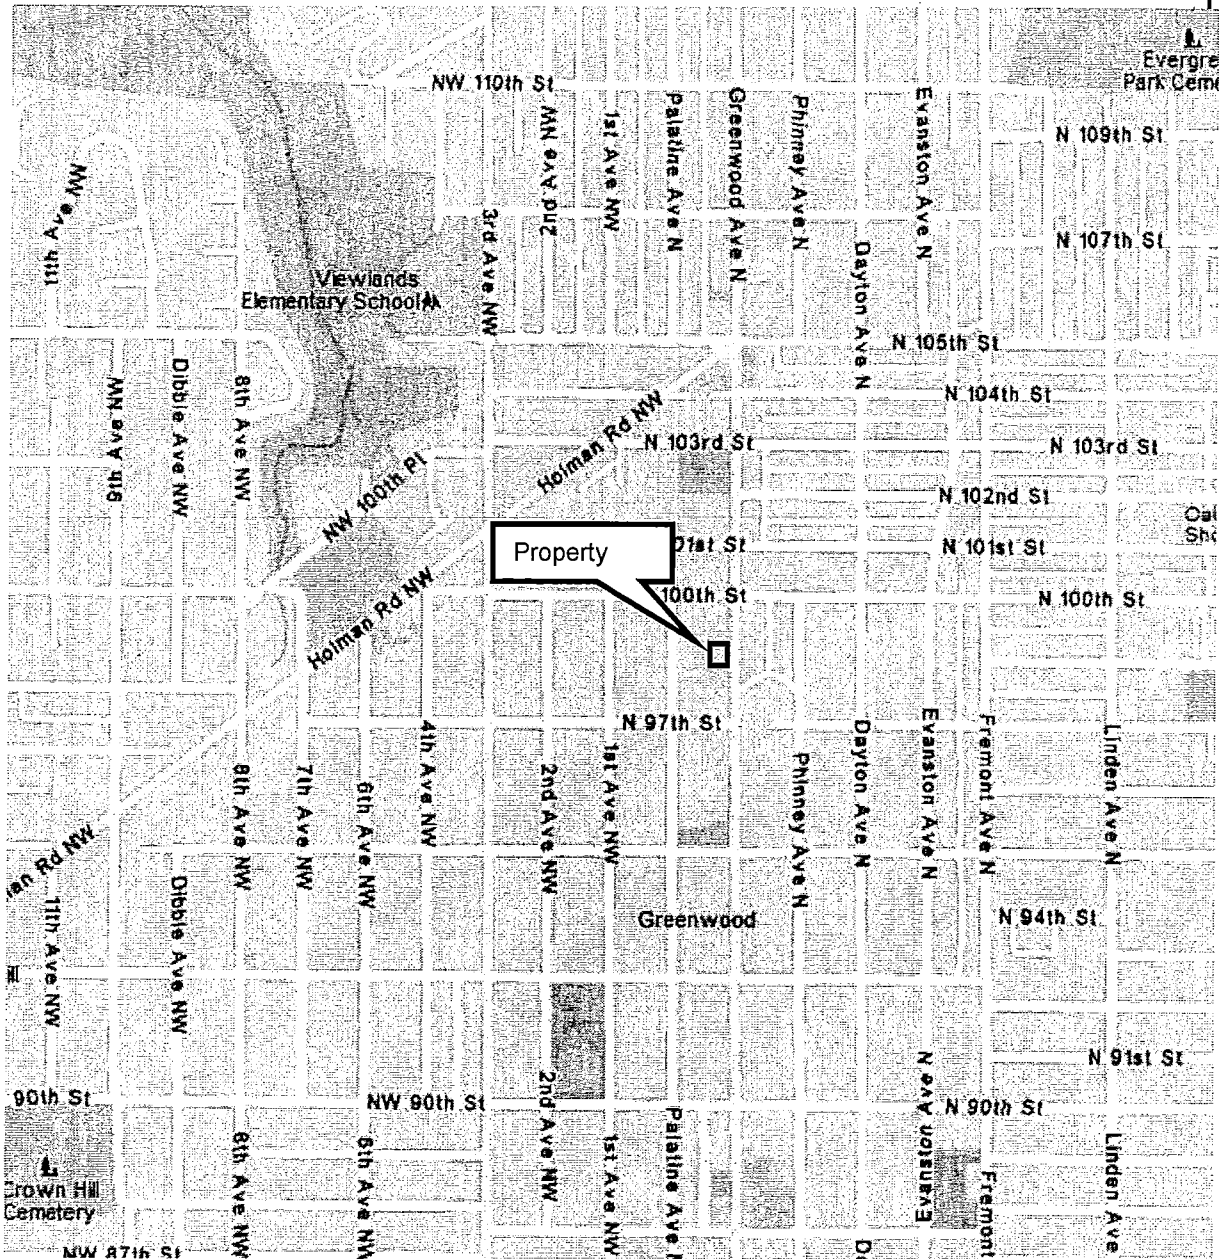 Evergre
Park Ceme
NW 110th St
N 109th St
11th Ave NW
2nd Ave NW
1st Ave NW
Palatine Ave N
Greenwood Ave N
Phinney Ave N
Evanston Ave N
N 107th St
3rd Ave NW
Dayton Ave N
Viewlands
Elementary School
N 105th St
9th Ave NW
Dibble Ave NW
8th Ave NW
N 104th St
Holman Rd NW
N 103rd St
N 103rd St
NW 100th Pl
N 102nd St
Oa
Sh
Property
01st St
N 101st St
100th St
N 100th St
Holman Rd NW
N 97th St
4th Ave NW
8th Ave NW
7th Ave NW
6th Ave NW
2nd Ave NW
1st Ave NW
Phinney Ave N
Dayton Ave N
Evanston Ave N
Fremont Ave N
Linden Ave N
an Rd NW
11th Ave NW
Dibble Ave NW
Greenwood
N 94th St
N 91st St
90th St
NW 90th St
2nd Ave NW
N 90th St
Evanston Ave N
Crown Hill
Cemetery
8th Ave NW
6th Ave NW
1st Ave NW
Palatine Ave N
Fremont
Linden Ave
NW 87th St
D